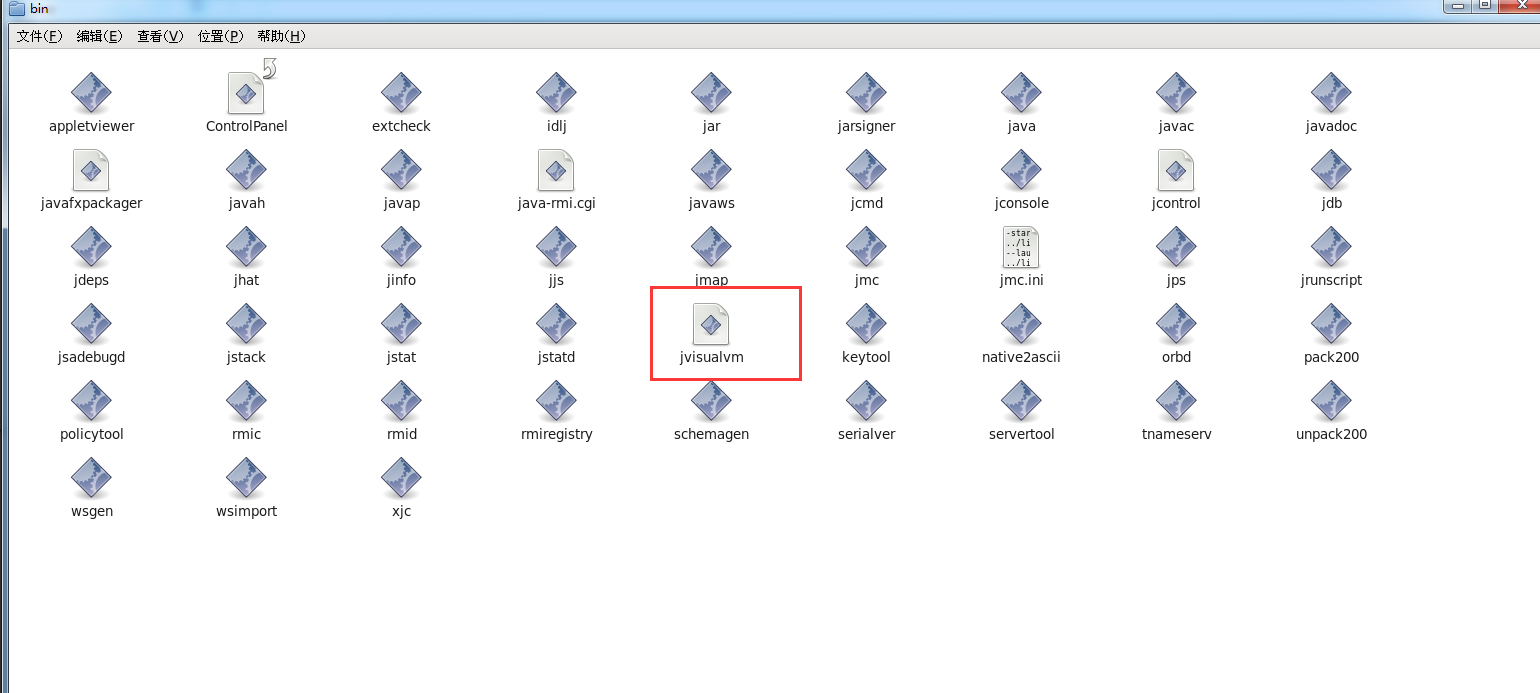 bin
文件(F) 编辑(E) 查看(V) 位置(P) 帮助(H)
appletviewer ControlPanel extcheck idlj jar jarsigner java javac javadoc
javafxpackager javah javap java-rmi.cgi javaws jcmd jconsole jcontrol jdb
-star
../li
--lau
../li
jdeps jhat jinfo jjs jmap jmc jmc.ini jps jrunscript
jsadebugd jstack jstat jstatd jvisualvm keytool native2ascii orbd pack200
policytool rmic rmid rmiregistry schemagen serialver servertool tnameserv unpack200
wsgen wsimport xjc